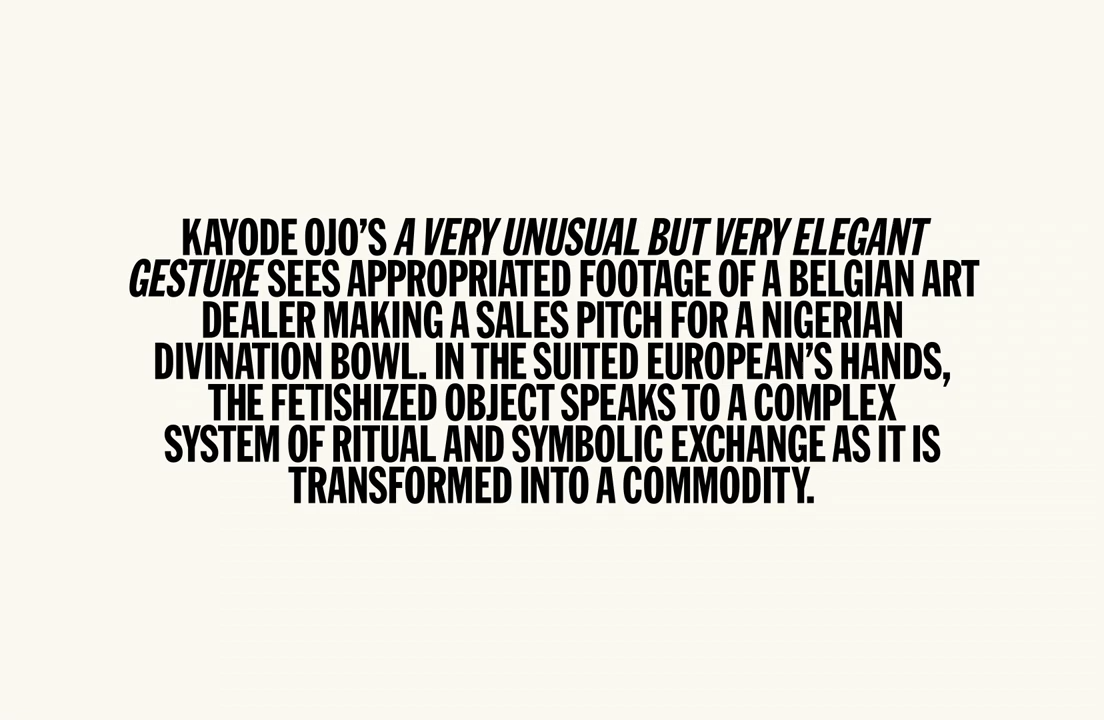 KAYODE OJO’S A VERY UNUSUAL BUT VERY ELEGANT
GESTURE SEES APPROPRIATED FOOTAGE OF A BELGIAN ART
DEALER MAKING A SALES PITCH FOR A NIGERIAN
DIVINATION BOWL. IN THE SUITED EUROPEAN’S HANDS,
THE FETISHIZED OBJECT SPEAKS TO A COMPLEX
SYSTEM OF RITUAL AND SYMBOLIC EXCHANGE AS IT IS
TRANSFORMED INTO A COMMODITY.